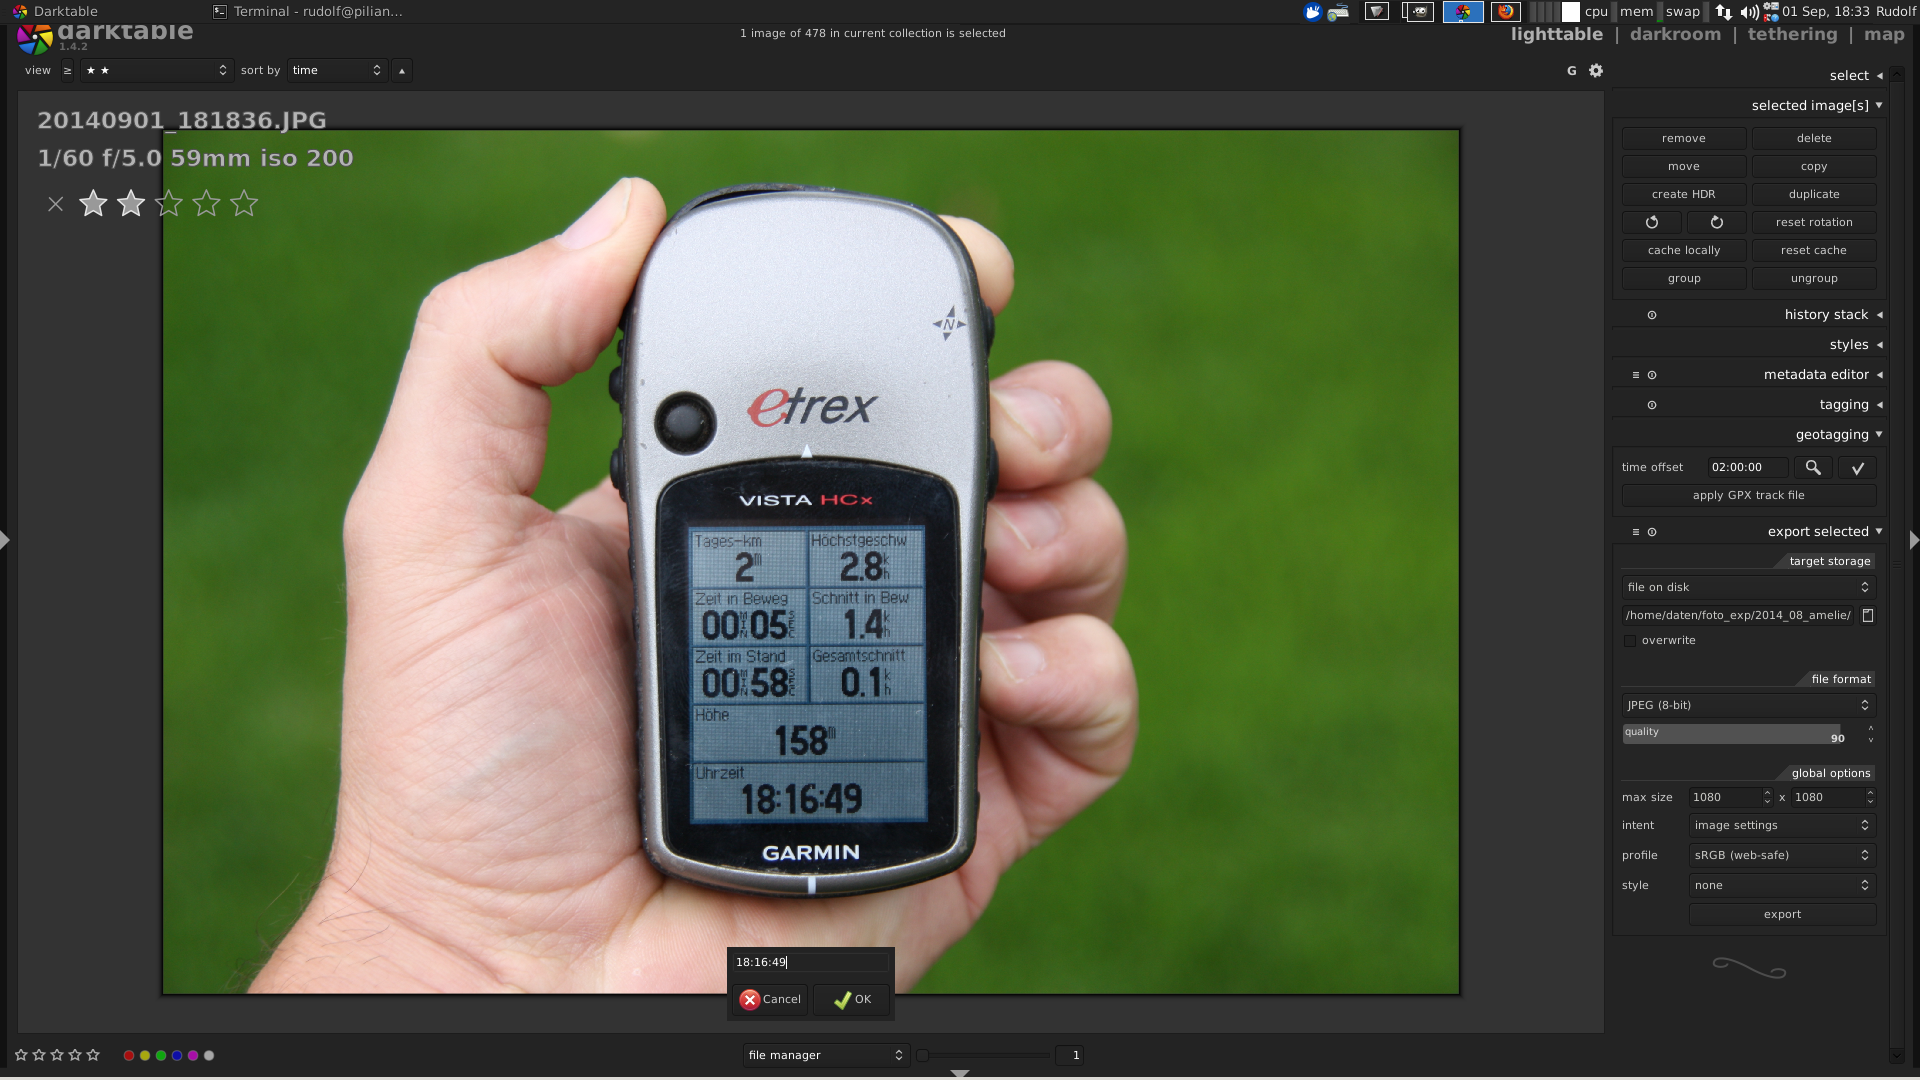 Darktable
Terminal - rudolf@pilian...
cpu mem swap 01 Sep, 18:33 Rudolf
darktable
1.4.2
1 image of 478 in current collection is selected
lighttable | darkroom | tethering | map
view ≥ ★ ★ sort by time
G
20140901_181836.JPG
1/60 f/5.0 59mm iso 200
N
etrex
VISTA HCx
Tages-km
2 m
Höchstgeschw
2.8 k/h
Zeit in Beweg
00 MIN 05 SEC
Schnitt in Bew
1.4 k/h
Zeit im Stand
00 MIN 58 SEC
Gesamtschnitt
0.1 k/h
Höhe
158 m
Uhrzeit
18:16:49
GARMIN
18:16:49
Cancel OK
file manager 1
select
selected image[s]
remove delete
move copy
create HDR duplicate
reset rotation
cache locally reset cache
group ungroup
history stack
styles
metadata editor
tagging
geotagging
time offset 02:00:00
apply GPX track file
export selected
target storage
file on disk
/home/daten/foto_exp/2014_08_amelie/
overwrite
file format
JPEG (8-bit)
quality 90
global options
max size 1080 x 1080
intent image settings
profile sRGB (web-safe)
style none
export